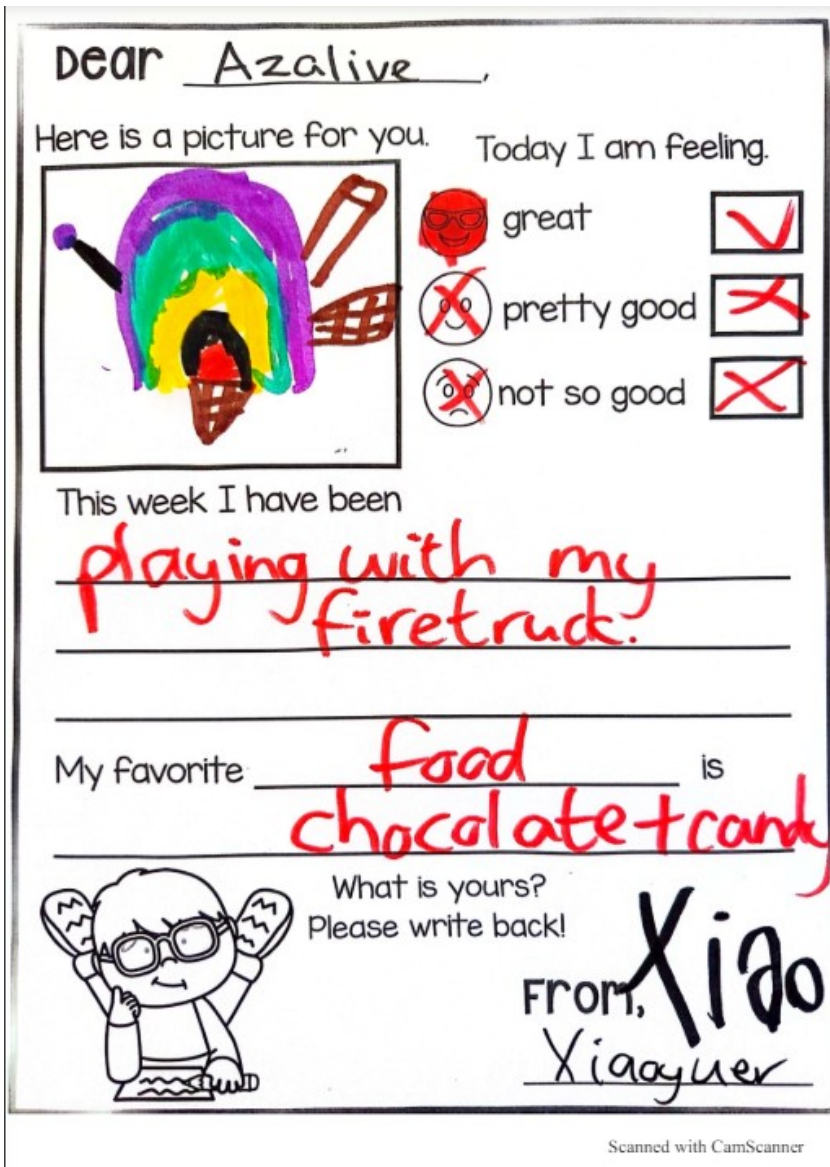 Dear Azalive,
Here is a picture for you.
Today I am feeling.
great
pretty good
not so good
This week I have been
playing with my
firetruck.
My favorite food is
chocolate + candy
What is yours?
Please write back!
From, Xiao
Xiaoyuer
Scanned with CamScanner